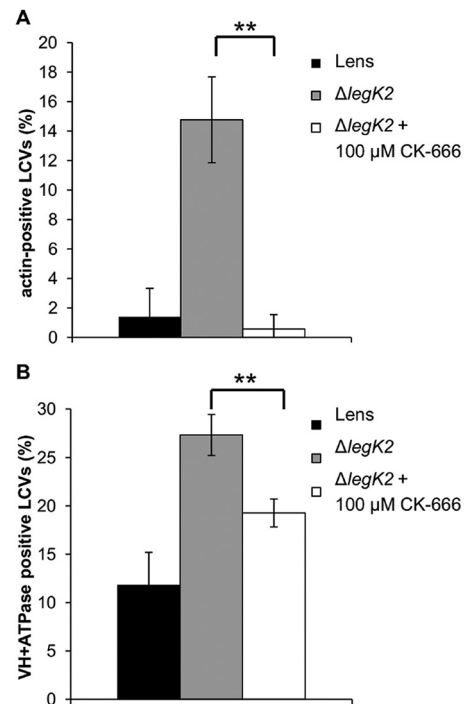 A
actin-positive LCVs (%)
20
18
16
14
12
10
8
6
4
2
0
**
Lens
ΔlegK2
ΔlegK2 +
100 µM CK-666
B
VH+ATPase positive LCVs (%)
30
25
20
15
10
5
0
**
Lens
ΔlegK2
ΔlegK2 +
100 µM CK-666